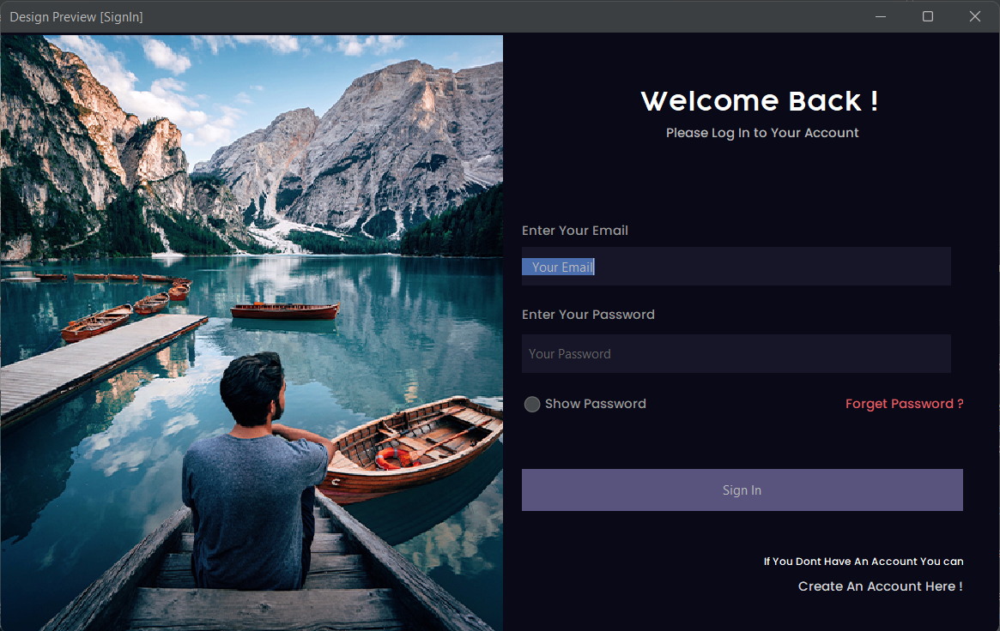 Design Preview [SignIn]
Welcome Back !
Please Log In to Your Account
Enter Your Email
Your Email
Enter Your Password
Your Password
Show Password
Forget Password ?
Sign In
If You Dont Have An Account You can
Create An Account Here !